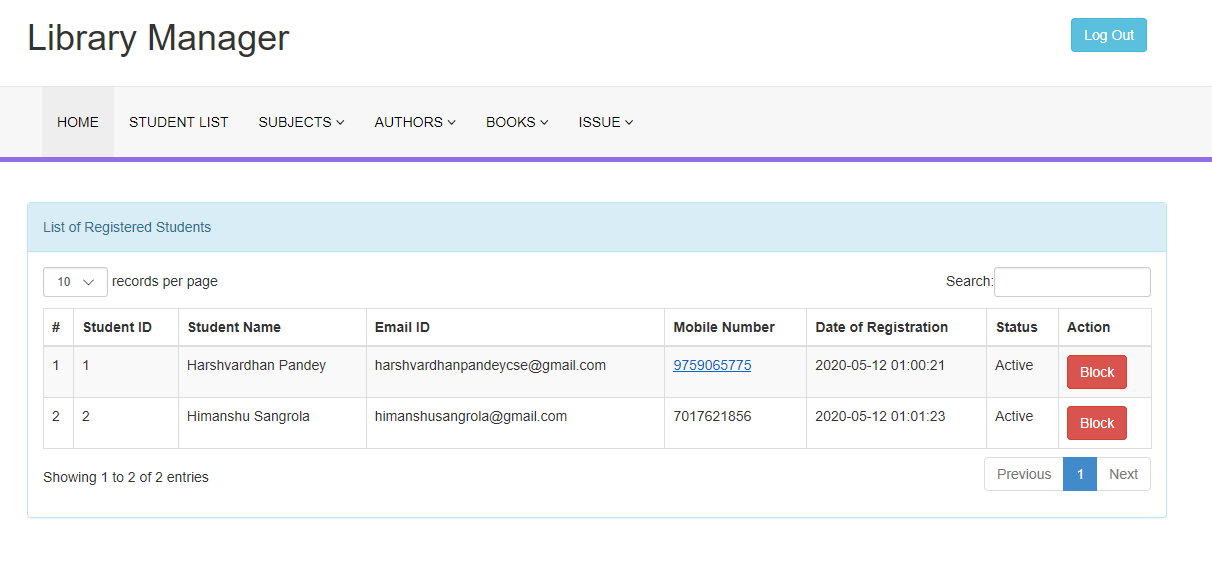 Library Manager
Log Out
HOME STUDENT LIST SUBJECTS AUTHORS BOOKS ISSUE
List of Registered Students
10 records per page Search:
# Student ID Student Name Email ID Mobile Number Date of Registration Status Action
1 1 Harshvardhan Pandey harshvardhanpandeycse@gmail.com 9759065775 2020-05-12 01:00:21 Active Block
2 2 Himanshu Sangrola himanshusangrola@gmail.com 7017621856 2020-05-12 01:01:23 Active Block
Showing 1 to 2 of 2 entries Previous 1 Next